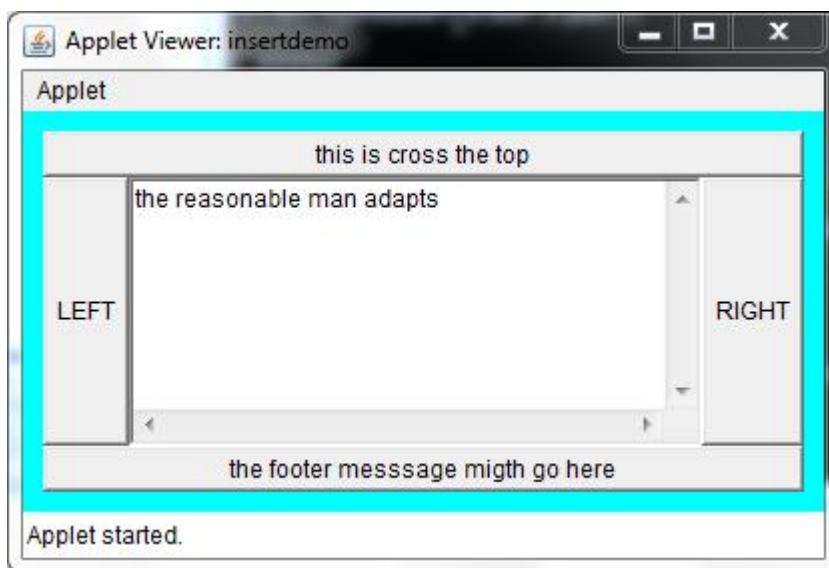 Applet Viewer: insertdemo
Applet
this is cross the top
the reasonable man adapts
LEFT
RIGHT
the footer messsage migth go here
Applet started.